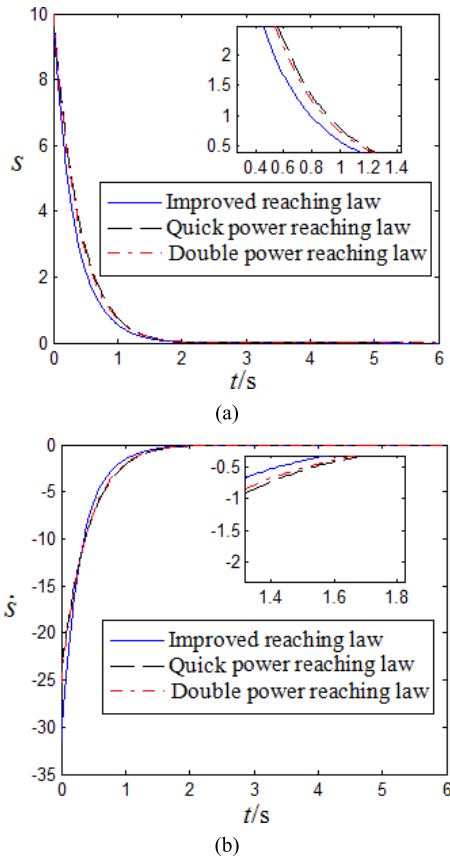 10
8
6
4
2
0
s
2
1.5
1
0.5
0.4 0.6 0.8 1 1.2 1.4
Improved reaching law
Quick power reaching law
Double power reaching law
0 1 2 3 4 5 6
t/s
(a)
0
-5
-10
-15
-20
-25
-30
-35
ṡ
-0.5
-1
-1.5
-2
1.4 1.6 1.8
Improved reaching law
Quick power reaching law
Double power reaching law
0 1 2 3 4 5 6
t/s
(b)